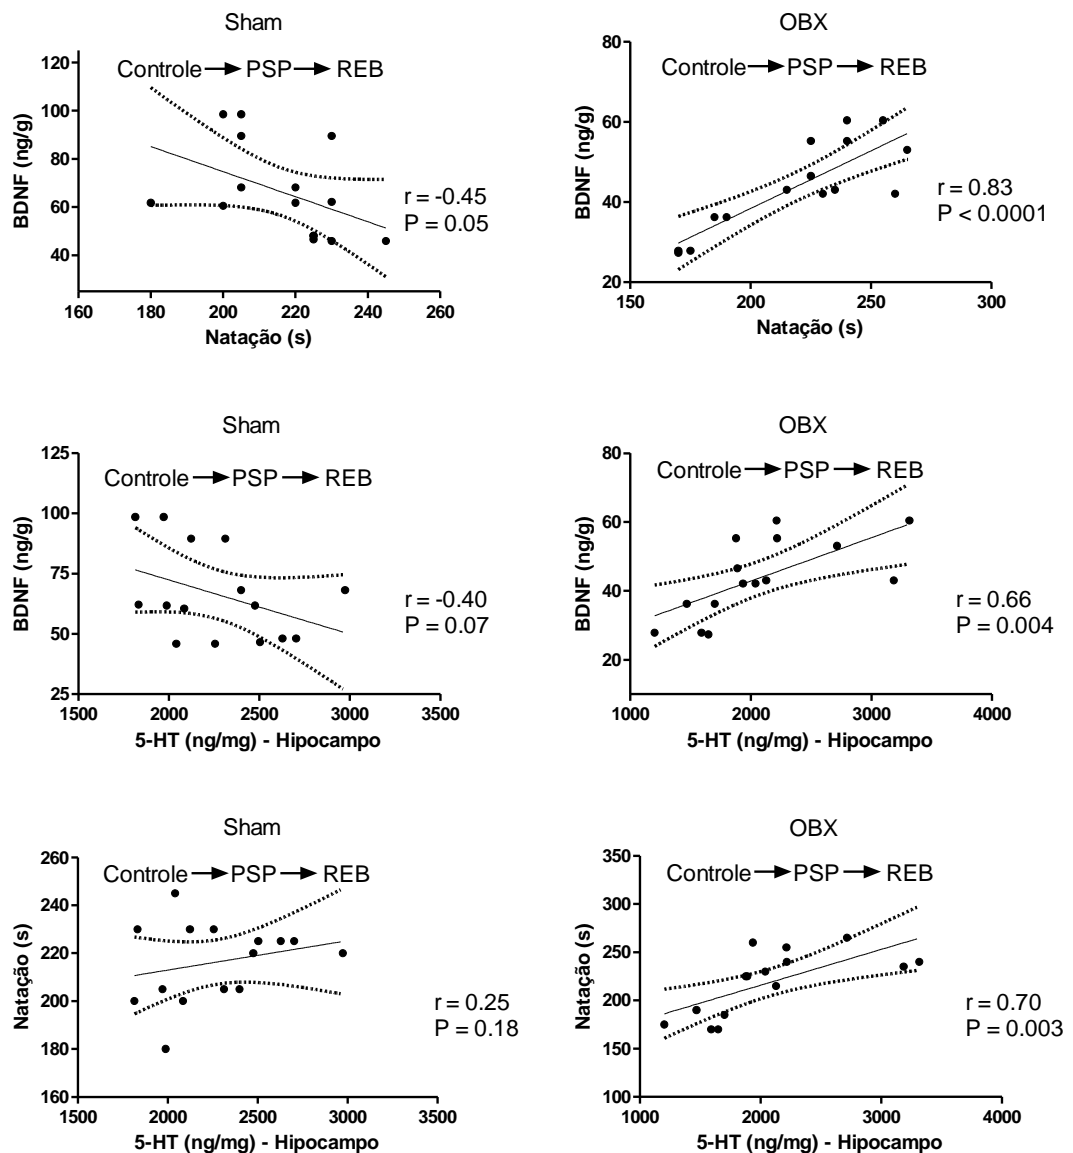 Sham
Controle PSP REB
BDNF (ng/g)
120
100
80
60
40
160 180 200 220 240 260
Natação (s)
r = -0.45
P = 0.05
OBX
Controle PSP REB
BDNF (ng/g)
80
60
40
20
150 200 250 300
Natação (s)
r = 0.83
P < 0.0001
Sham
Controle PSP REB
BDNF (ng/g)
125
100
75
50
25
1500 2000 2500 3000 3500
5-HT (ng/mg) - Hipocampo
r = -0.40
P = 0.07
OBX
Controle PSP REB
BDNF (ng/g)
80
60
40
20
1000 2000 3000 4000
5-HT (ng/mg) - Hipocampo
r = 0.66
P = 0.004
Sham
Controle PSP REB
Natação (s)
260
240
220
200
180
160
1500 2000 2500 3000 3500
5-HT (ng/mg) - Hipocampo
r = 0.25
P = 0.18
OBX
Controle PSP REB
Natação (s)
350
300
250
200
150
100
1000 2000 3000 4000
5-HT (ng/mg) - Hipocampo
r = 0.70
P = 0.003